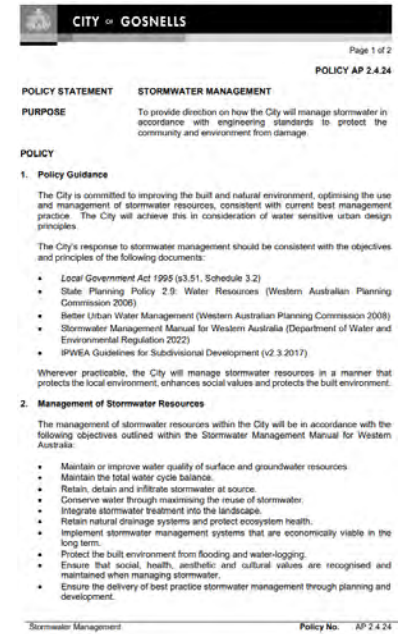 CITY OF GOSNELLS
Page 1 of 2
POLICY AP 2.4.24
POLICY STATEMENT STORMWATER MANAGEMENT
PURPOSE To provide direction on how the City will manage stormwater in
accordance with engineering standards to protect the
community and environment from damage.
POLICY
1. Policy Guidance
The City is committed to improving the built and natural environment, optimising the use
and management of stormwater resources, consistent with current best management
practice. The City will achieve this in consideration of water sensitive urban design
principles.
The City's response to stormwater management should be consistent with the objectives
and principles of the following documents:
• Local Government Act 1995 (s3.51, Schedule 3.2)
• State Planning Policy 2.9: Water Resources (Western Australian Planning
Commission 2006)
• Better Urban Water Management (Western Australian Planning Commission 2008)
• Stormwater Management Manual for Western Australia (Department of Water and
Environmental Regulation 2022)
• IPWEA Guidelines for Subdivisional Development (v2.3 2017)
Wherever practicable, the City will manage stormwater resources in a manner that
protects the local environment, enhances social values and protects the built environment.
2. Management of Stormwater Resources
The management of stormwater resources within the City will be in accordance with the
following objectives outlined within the Stormwater Management Manual for Western
Australia:
• Maintain or improve water quality of surface and groundwater resources
• Maintain the total water cycle balance.
• Retain, detain and infiltrate stormwater at source.
• Conserve water through maximising the reuse of stormwater.
• Integrate stormwater treatment into the landscape.
• Retain natural drainage systems and protect ecosystem health.
• Implement stormwater management systems that are economically viable in the
long term.
• Protect the built environment from flooding and water-logging.
• Ensure that social, health, aesthetic and cultural values are recognised and
maintained when managing stormwater.
• Ensure the delivery of best practice stormwater management through planning and
development.
Stormwater Management Policy No. AP 2.4.24